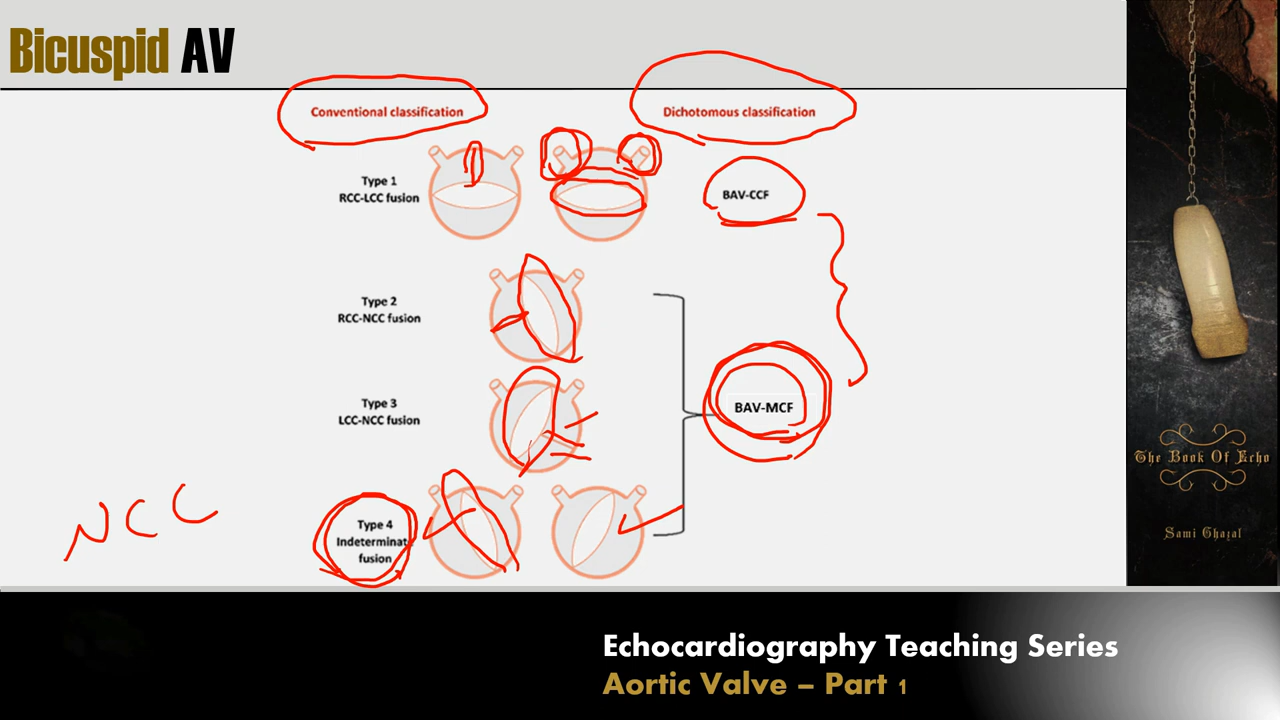 Bicuspid AV
Conventional classification
Dichotomous classification
Type 1
RCC-LCC fusion
BAV-CCF
Type 2
RCC-NCC fusion
Type 3
LCC-NCC fusion
BAV-MCF
NCC
Type 4
Indeterminat
fusion
The Book Of Echo
Sami Ghazal
Echocardiography Teaching Series
Aortic Valve – Part 1